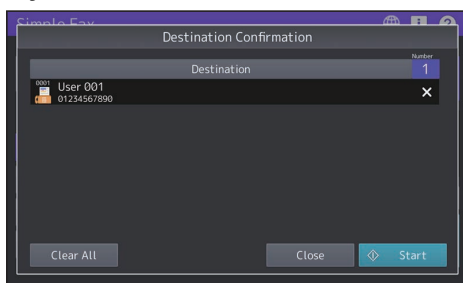 Simple Fax
Destination Confirmation
Number
Destination 1
0001
User 001
01234567890
Clear All Close Start